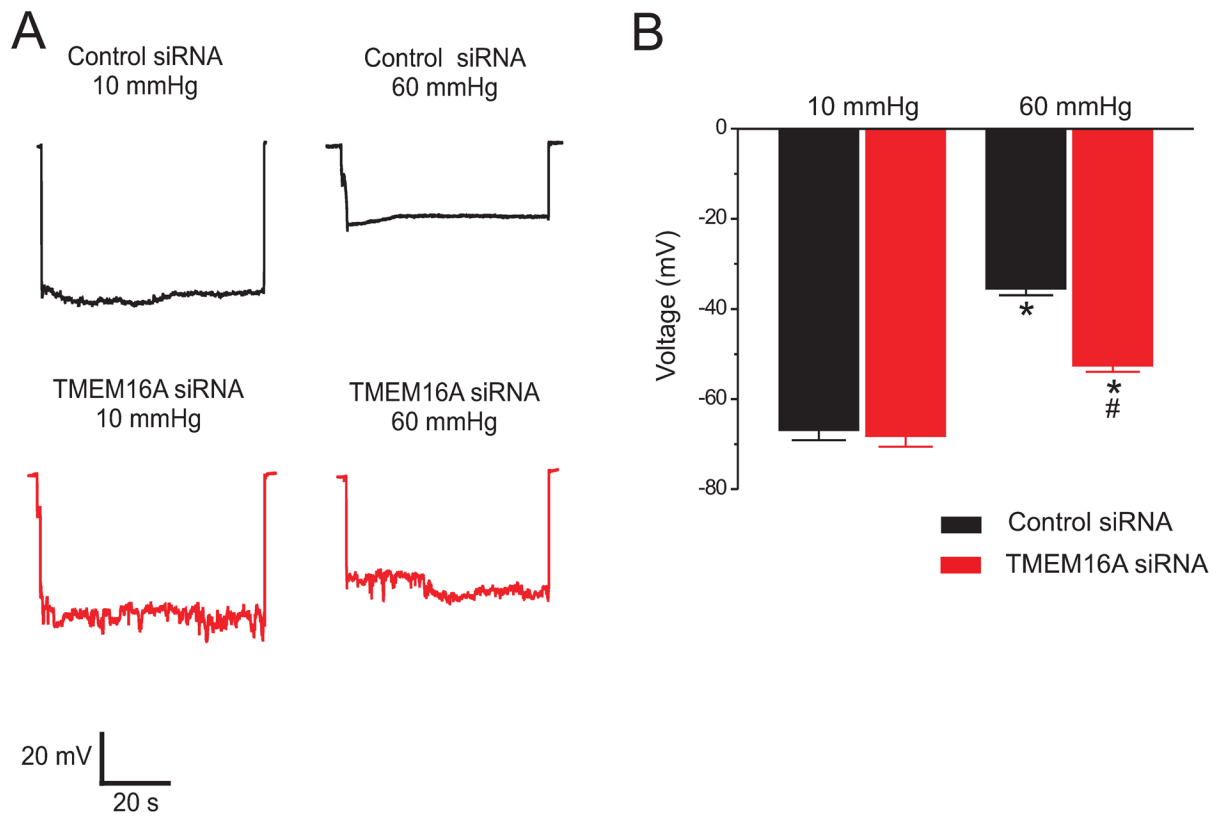 A
Control siRNA
10 mmHg
Control siRNA
60 mmHg
TMEM16A siRNA
10 mmHg
TMEM16A siRNA
60 mmHg
20 mV
20 s
B
10 mmHg
60 mmHg
0
-20
-40
-60
-80
Voltage (mV)
*
*
#
Control siRNA
TMEM16A siRNA